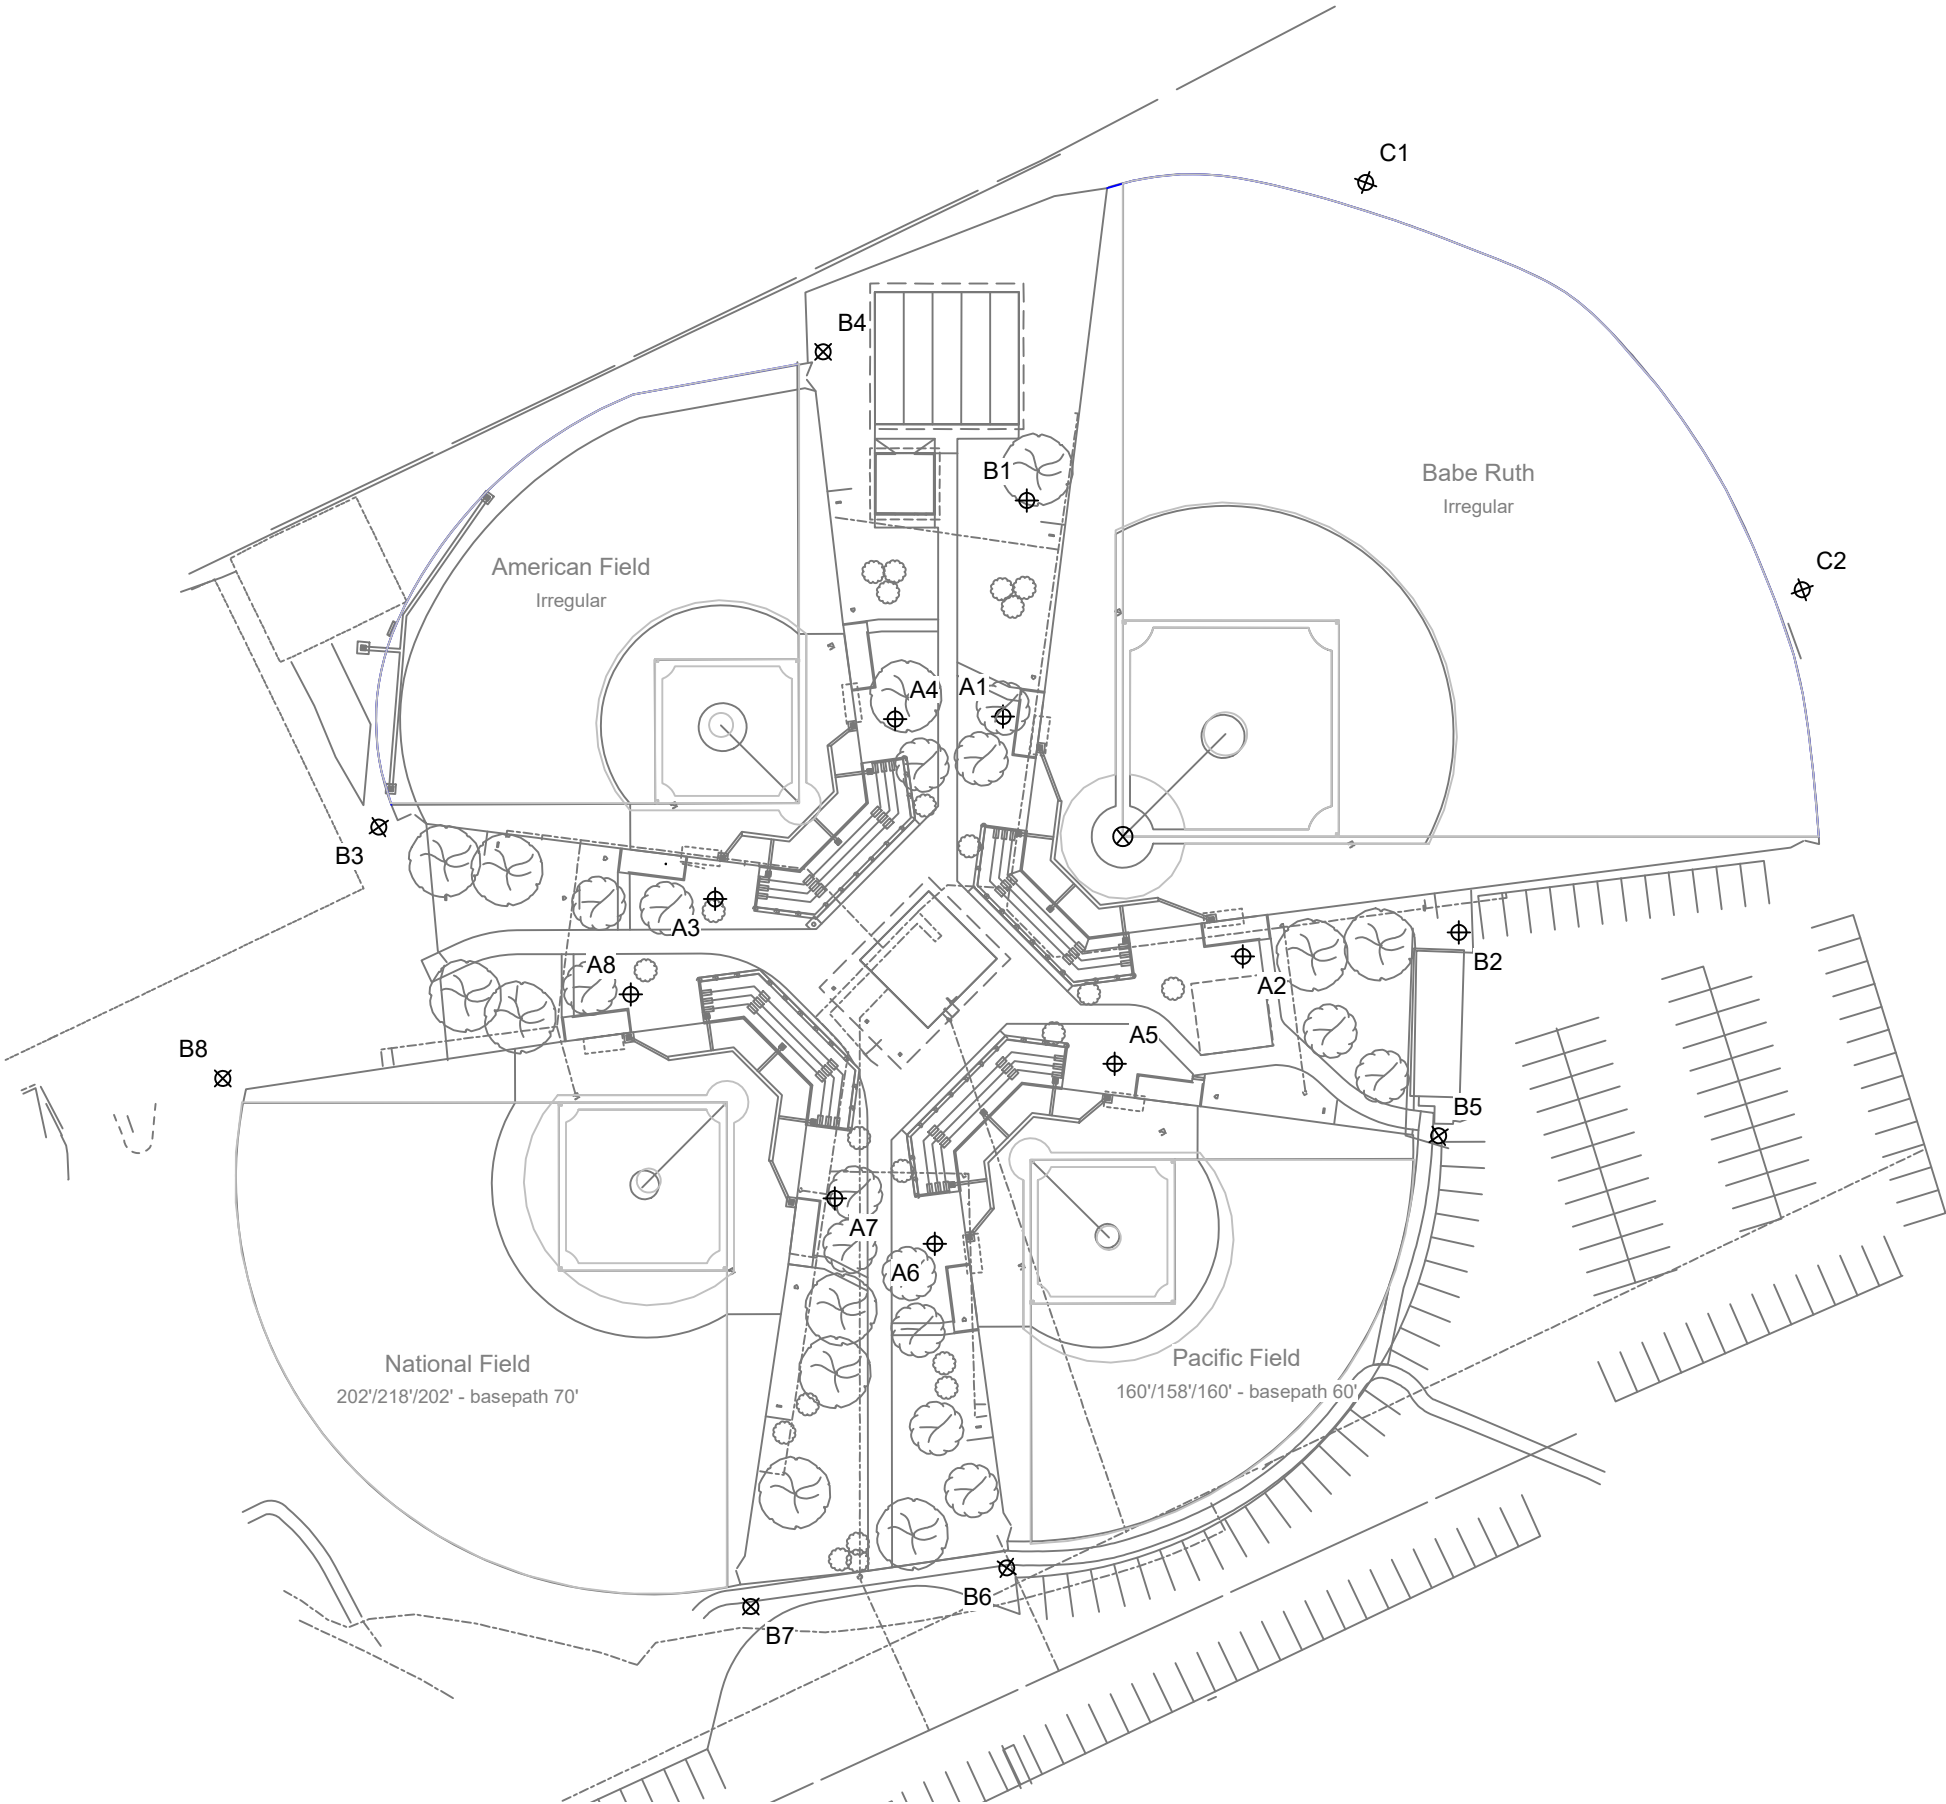 C1
B4
B1
Babe Ruth
Irregular
American Field
Irregular
C2
A4
A1
B3
A3
A8
B2
A2
A5
B8
B5
A7
A6
National Field
202'/218'/202' - basepath 70'
Pacific Field
160'/158'/160' - basepath 60'
B6
B7